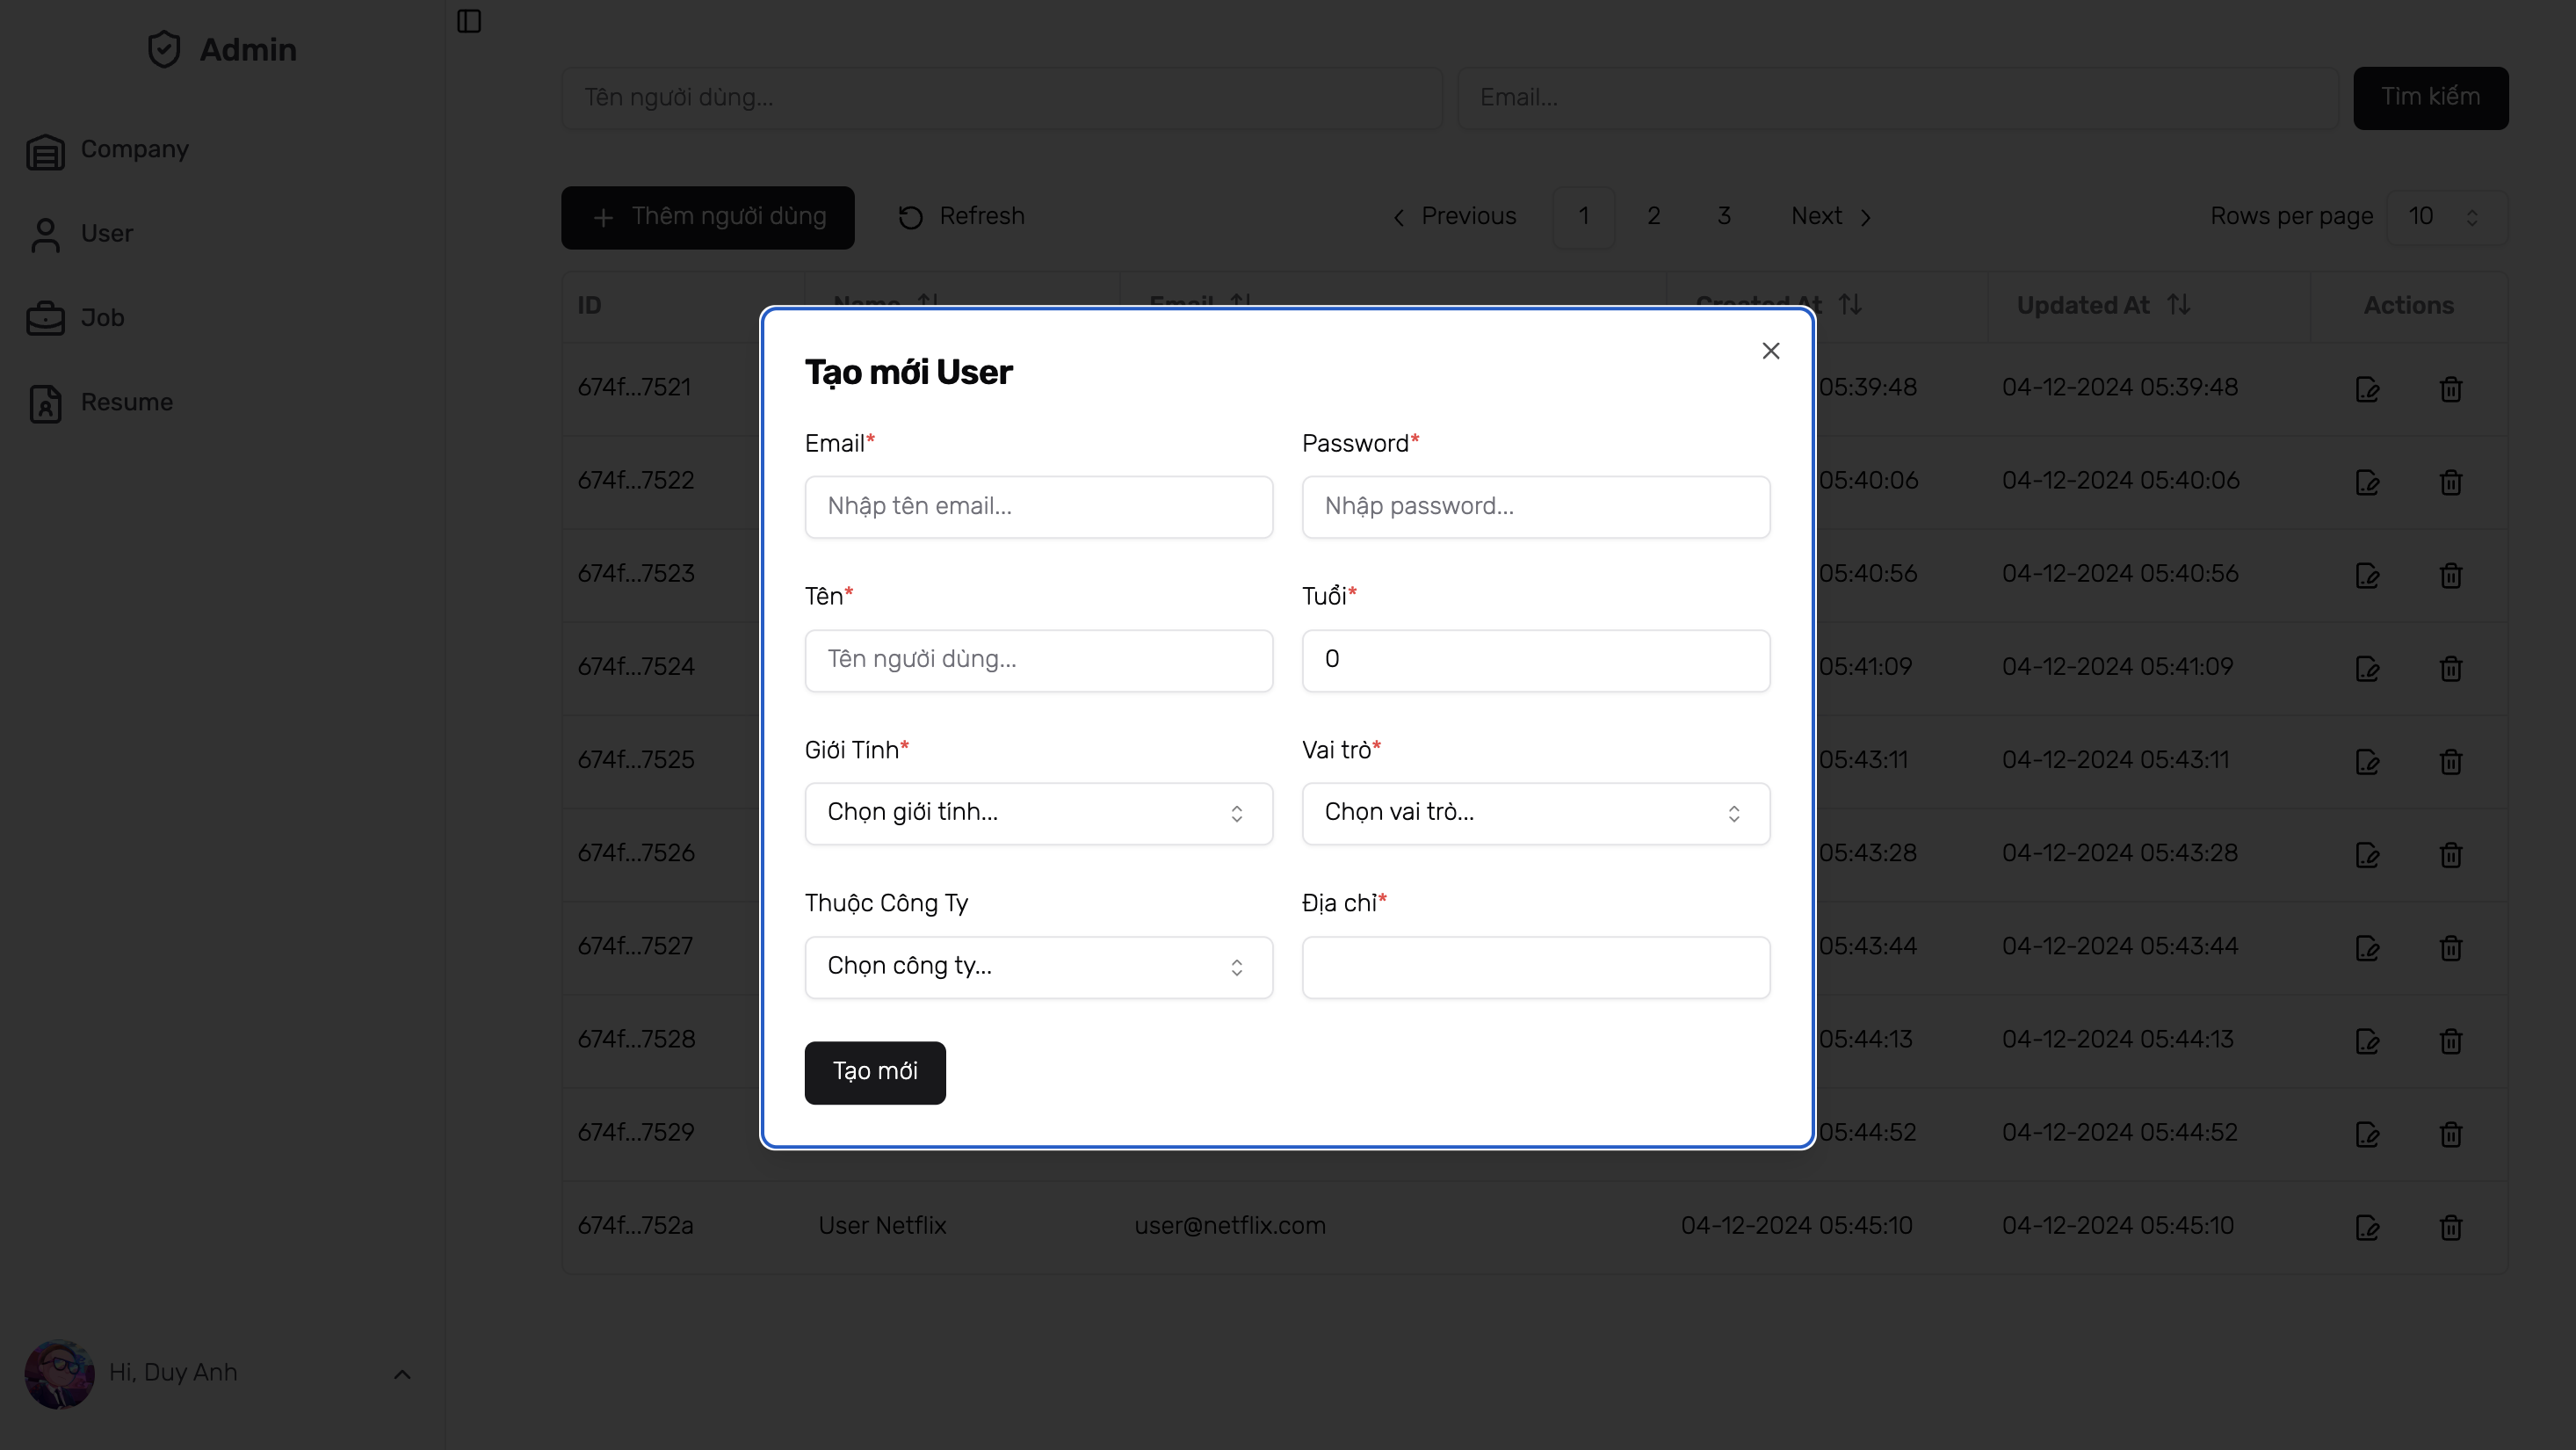 Admin
Company
User
Job
Resume
Hi, Duy Anh
Tên người dùng...
Email...
Tìm kiếm
Thêm người dùng
Refresh
Previous
1
2
3
Next
Rows per page
10
ID
Name
Email
Created At
Updated At
Actions
674f...7521 05:39:48 04-12-2024 05:39:48
674f...7522 05:40:06 04-12-2024 05:40:06
674f...7523 05:40:56 04-12-2024 05:40:56
674f...7524 05:41:09 04-12-2024 05:41:09
674f...7525 05:43:11 04-12-2024 05:43:11
674f...7526 05:43:28 04-12-2024 05:43:28
674f...7527 05:43:44 04-12-2024 05:43:44
674f...7528 05:44:13 04-12-2024 05:44:13
674f...7529 05:44:52 04-12-2024 05:44:52
674f...752a User Netflix user@netflix.com 04-12-2024 05:45:10 04-12-2024 05:45:10
Tạo mới User
Email*
Password*
Nhập tên email...
Nhập password...
Tên*
Tuổi*
Tên người dùng...
0
Giới Tính*
Vai trò*
Chọn giới tính...
Chọn vai trò...
Thuộc Công Ty
Địa chỉ*
Chọn công ty...
Tạo mới